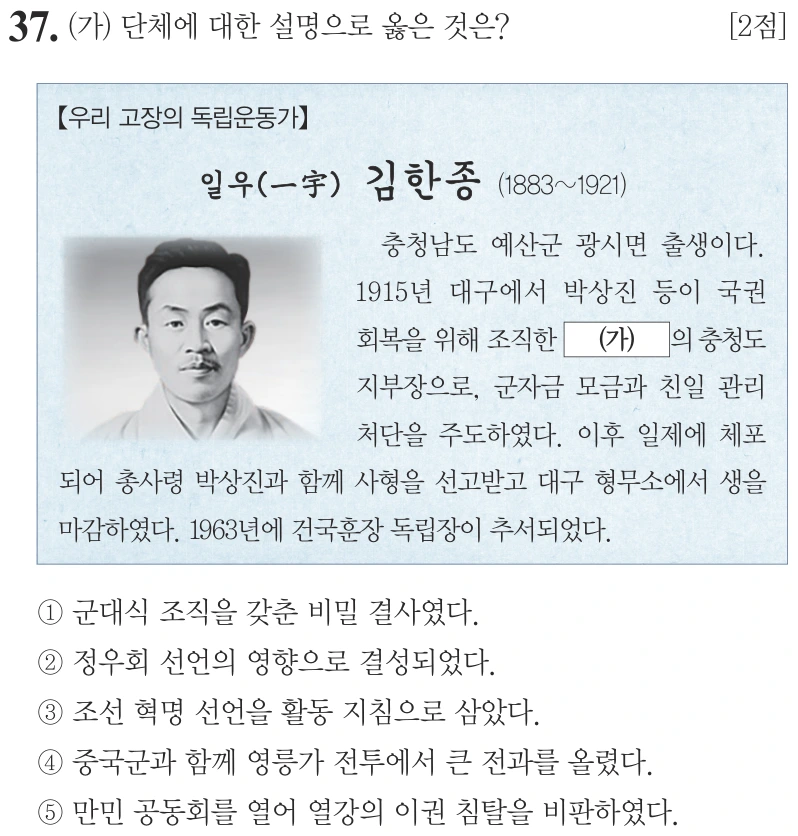 37. (가) 단체에 대한 설명으로 옳은 것은? [2점]
【우리 고장의 독립운동가】
일우(一宇) 김한종 (1883～1921)
충청남도 예산군 광시면 출생이다.
1915년 대구에서 박상진 등이 국권
회복을 위해 조직한 (가) 의 충청도
지부장으로, 군자금 모금과 친일 관리
처단을 주도하였다. 이후 일제에 체포
되어 총사령 박상진과 함께 사형을 선고받고 대구 형무소에서 생을
마감하였다. 1963년에 건국훈장 독립장이 추서되었다.
① 군대식 조직을 갖춘 비밀 결사였다.
② 정우회 선언의 영향으로 결성되었다.
③ 조선 혁명 선언을 활동 지침으로 삼았다.
④ 중국군과 함께 영릉가 전투에서 큰 전과를 올렸다.
⑤ 만민 공동회를 열어 열강의 이권 침탈을 비판하였다.